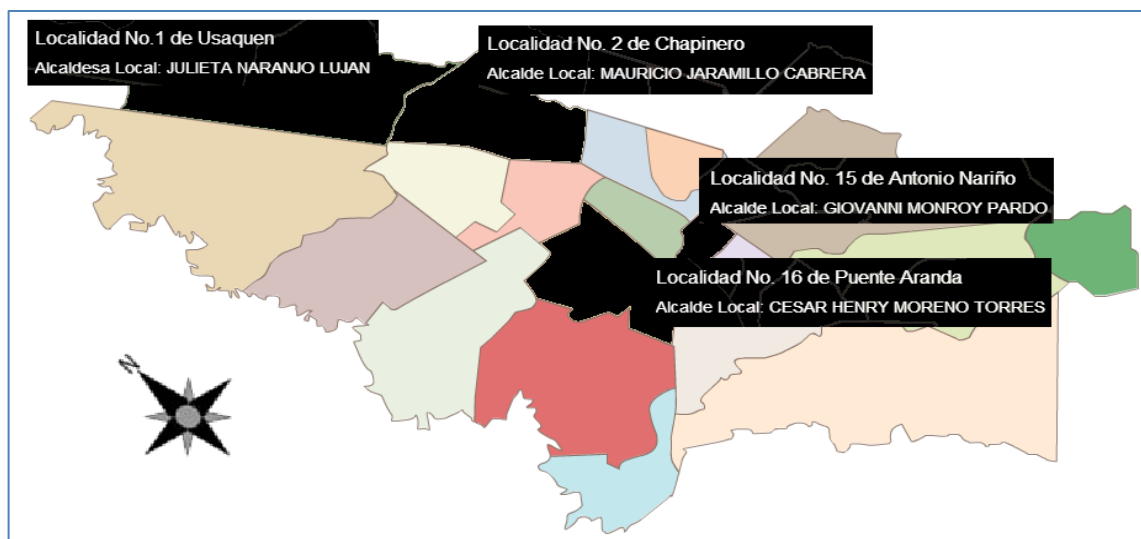 Localidad No.1 de Usaquen
Alcaldesa Local: JULIETA NARANJO LUJAN
Localidad No. 2 de Chapinero
Alcalde Local: MAURICIO JARAMILLO CABRERA
Localidad No. 15 de Antonio Nariño
Alcalde Local: GIOVANNI MONROY PARDO
Localidad No. 16 de Puente Aranda
Alcalde Local: CESAR HENRY MORENO TORRES
N